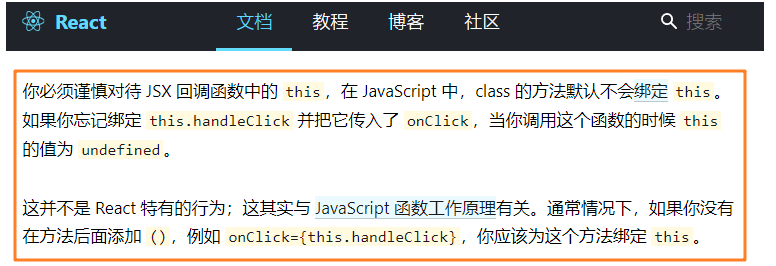 React 文档 教程 博客 社区 搜索
你必须谨慎对待 JSX 回调函数中的 this，在 JavaScript 中，class 的方法默认不会绑定 this。
如果你忘记绑定 this.handleClick 并把它传入了 onClick，当你调用这个函数的时候 this
的值为 undefined。
这并不是 React 特有的行为；这其实与 JavaScript 函数工作原理有关。通常情况下，如果你没有
在方法后面添加 ()，例如 onClick={this.handleClick}，你应该为这个方法绑定 this。